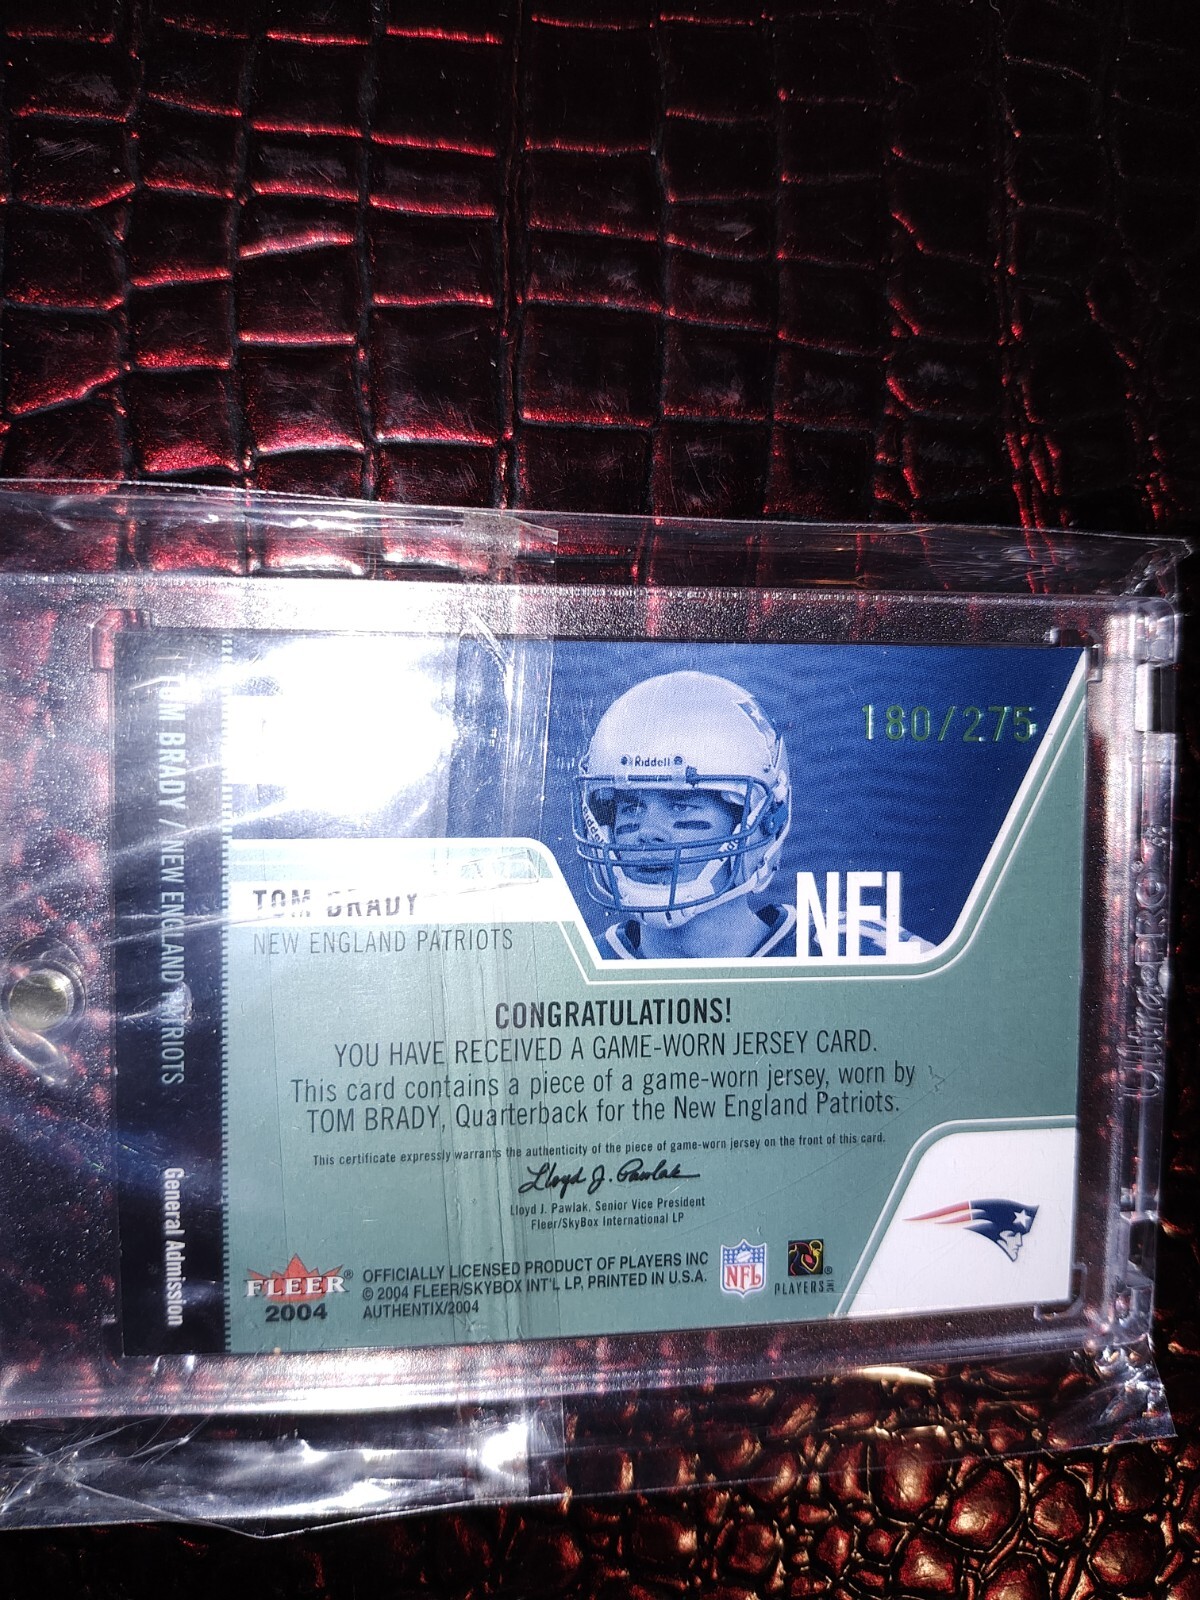 180/275
Riddell
NFL
TOM BRADY
NEW ENGLAND PATRIOTS
CONGRATULATIONS!
YOU HAVE RECEIVED A GAME-WORN JERSEY CARD.
This card contains a piece of a game-worn jersey, worn by
TOM BRADY, Quarterback for the New England Patriots.
This certificate expressly warrants the authenticity of the piece of game-worn jersey on the front of this card.
Lloyd J. Pawlak
Lloyd J. Pawlak, Senior Vice President
Fleer/SkyBox International LP
FLEER®
2004
OFFICIALLY LICENSED PRODUCT OF PLAYERS INC
© 2004 FLEER/SKYBOX INT'L LP, PRINTED IN U.S.A.
AUTHENTIX/2004
NFL
PLAYERS INC
TOM BRADY / NEW ENGLAND PATRIOTS
General Admission
UltraPRO